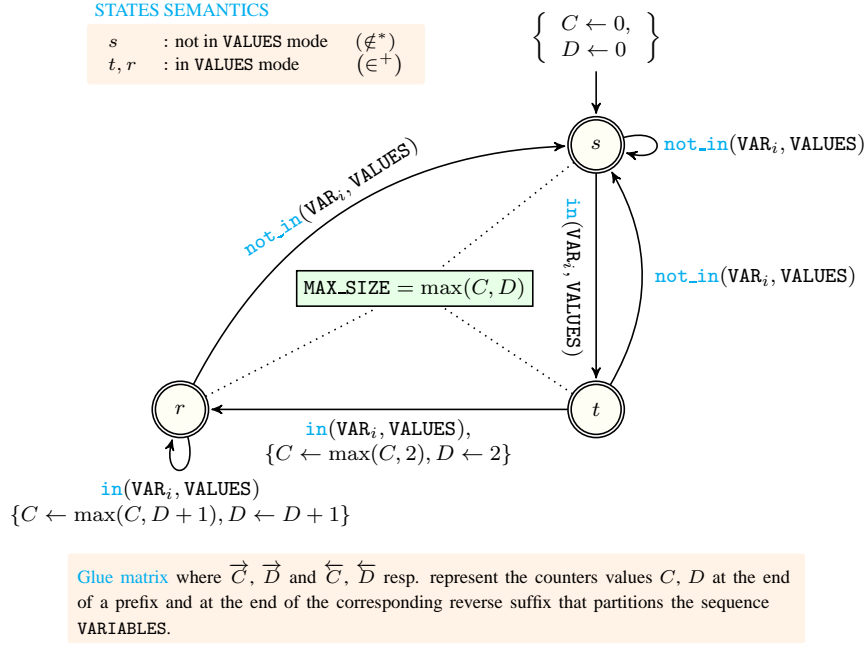 STATES SEMANTICS
s : not in VALUES mode (∉*)
t, r : in VALUES mode (∈+)
{ C ← 0,
D ← 0 }
s
not_in(VAR_i, VALUES)
not_in(VAR_i, VALUES)
in(VAR_i, VALUES)
not_in(VAR_i, VALUES)
MAX_SIZE = max(C, D)
r
t
in(VAR_i, VALUES),
{C ← max(C, 2), D ← 2}
in(VAR_i, VALUES)
{C ← max(C, D + 1), D ← D + 1}
Glue matrix where C→, D→ and C←, D← resp. represent the counters values C, D at the end
of a prefix and at the end of the corresponding reverse suffix that partitions the sequence
VARIABLES.